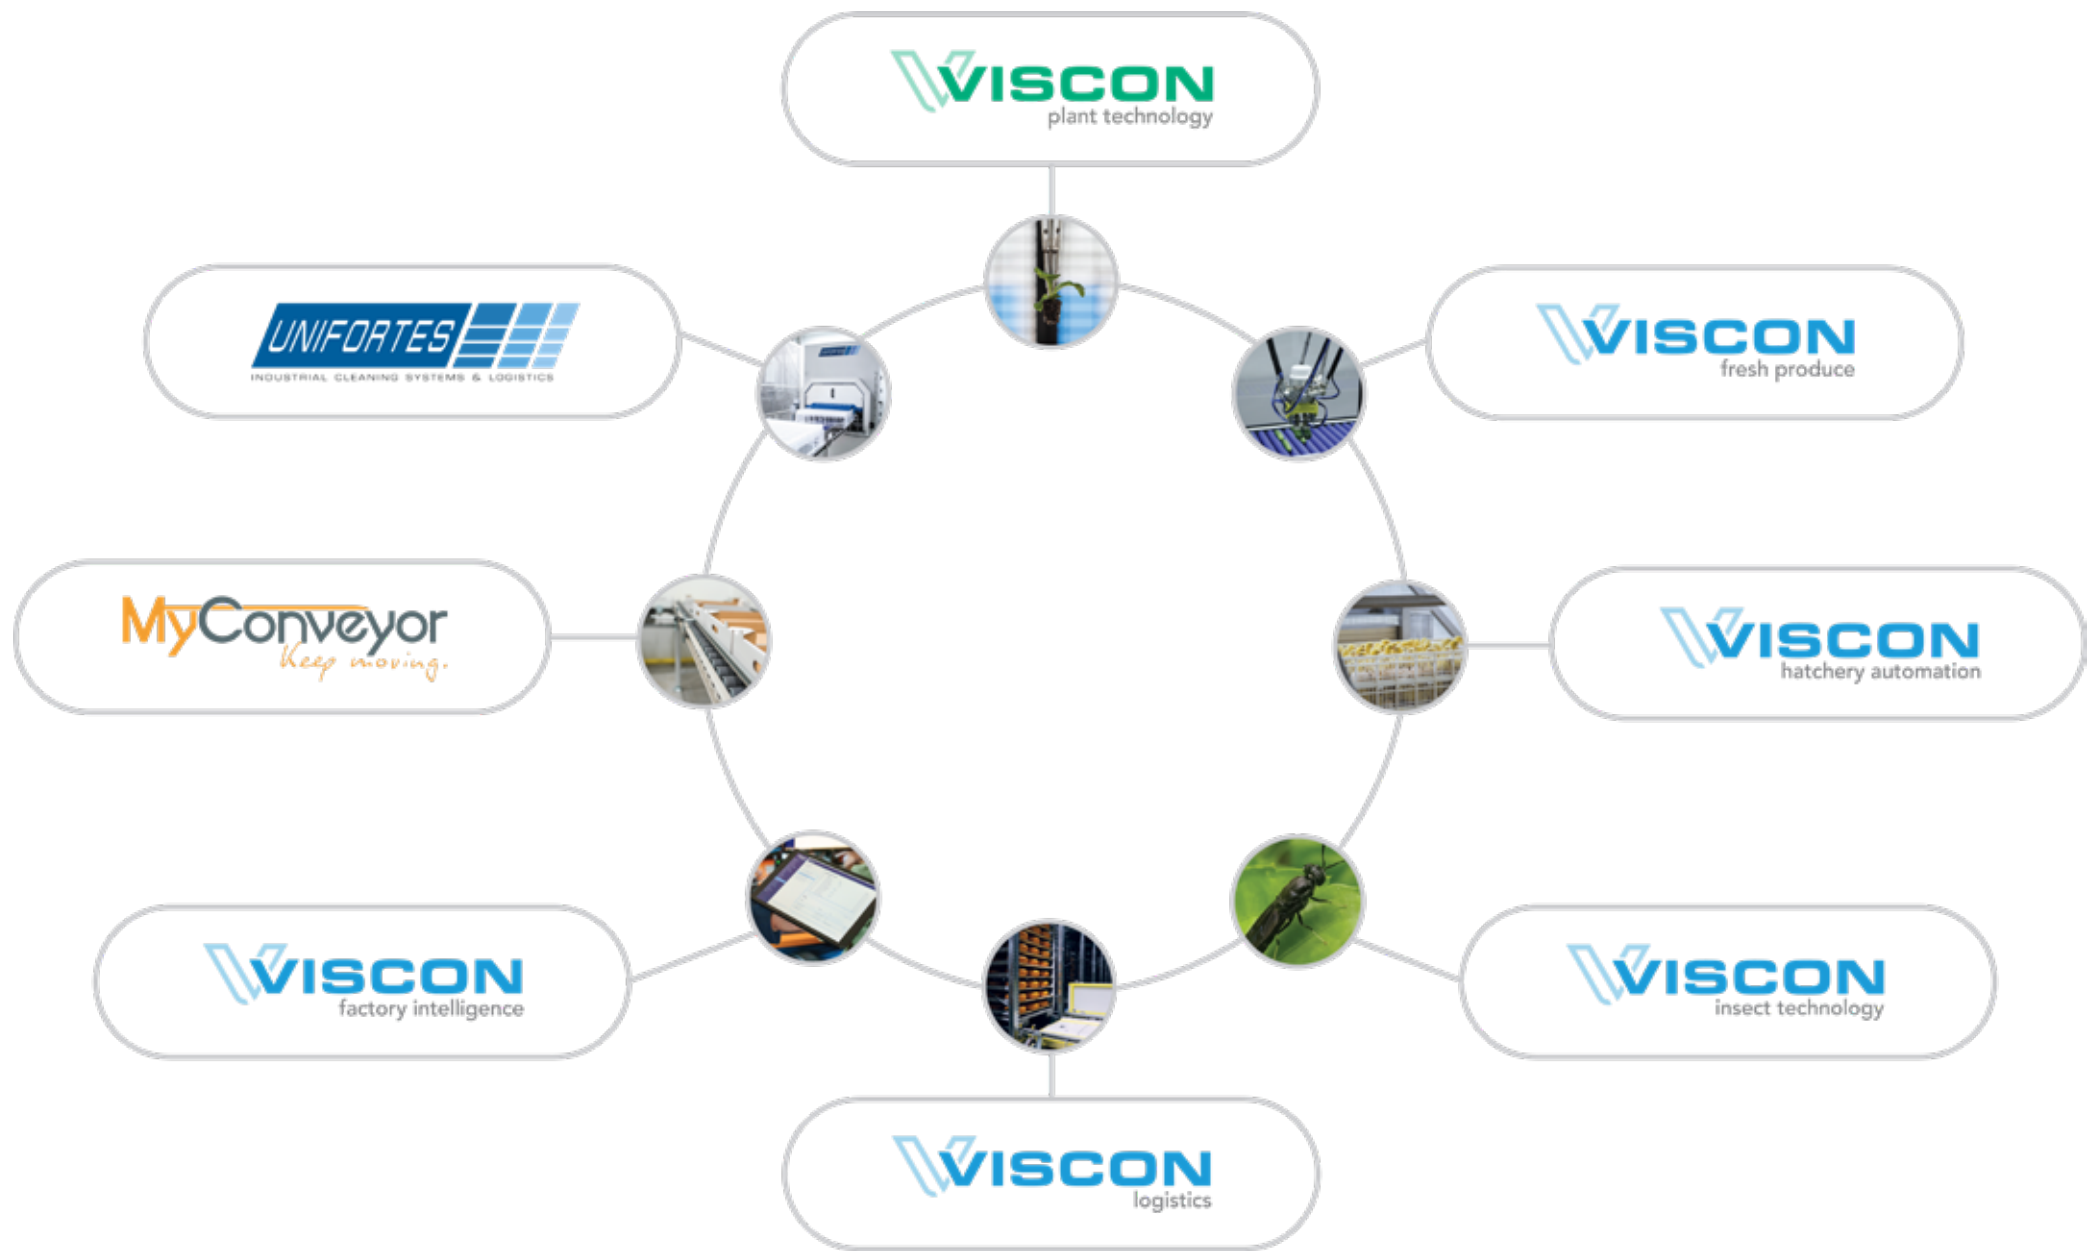 VISCON
plant technology
UNIFORTES
INDUSTRIAL CLEANING SYSTEMS & LOGISTICS
VISCON
fresh produce
MyConveyor
Keep moving.
VISCON
hatchery automation
VISCON
factory intelligence
VISCON
insect technology
VISCON
logistics